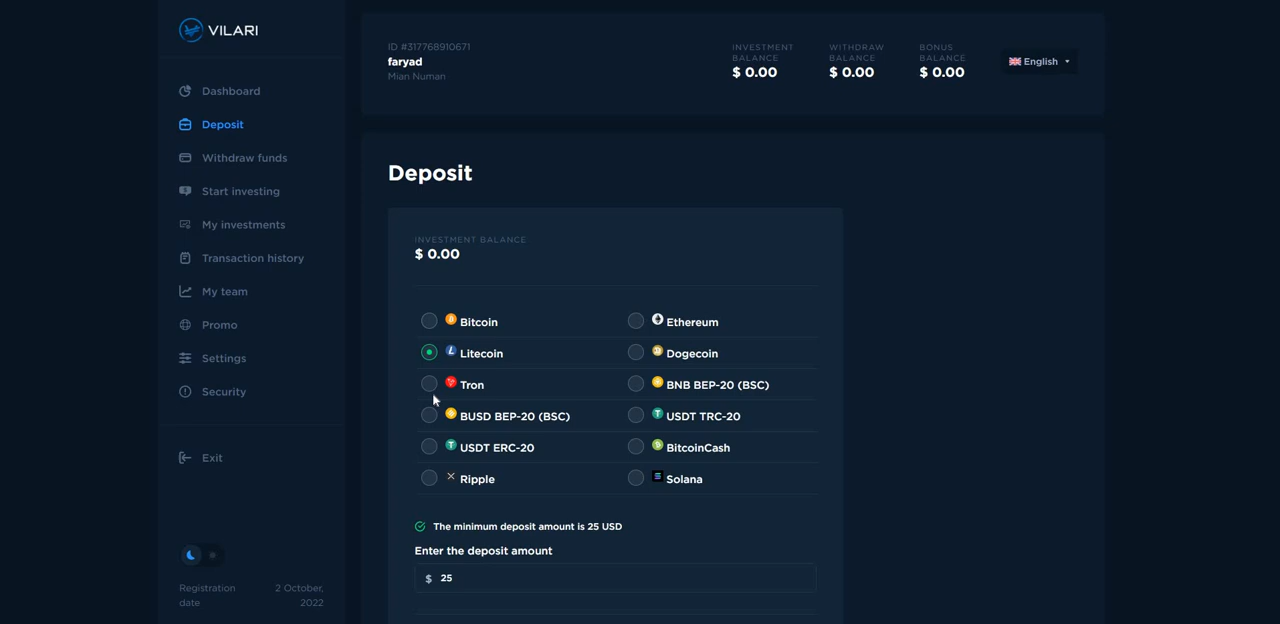 VILARI
Dashboard
Deposit
Withdraw funds
Start investing
My investments
Transaction history
My team
Promo
Settings
Security
Exit
Registration date
2 October, 2022
ID #317768910671
faryad
Mian Numan
INVESTMENT BALANCE
$ 0.00
WITHDRAW BALANCE
$ 0.00
BONUS BALANCE
$ 0.00
English
Deposit
INVESTMENT BALANCE
$ 0.00
Bitcoin
Ethereum
Litecoin
Dogecoin
Tron
BNB BEP-20 (BSC)
BUSD BEP-20 (BSC)
USDT TRC-20
USDT ERC-20
BitcoinCash
Ripple
Solana
The minimum deposit amount is 25 USD
Enter the deposit amount
$ 25